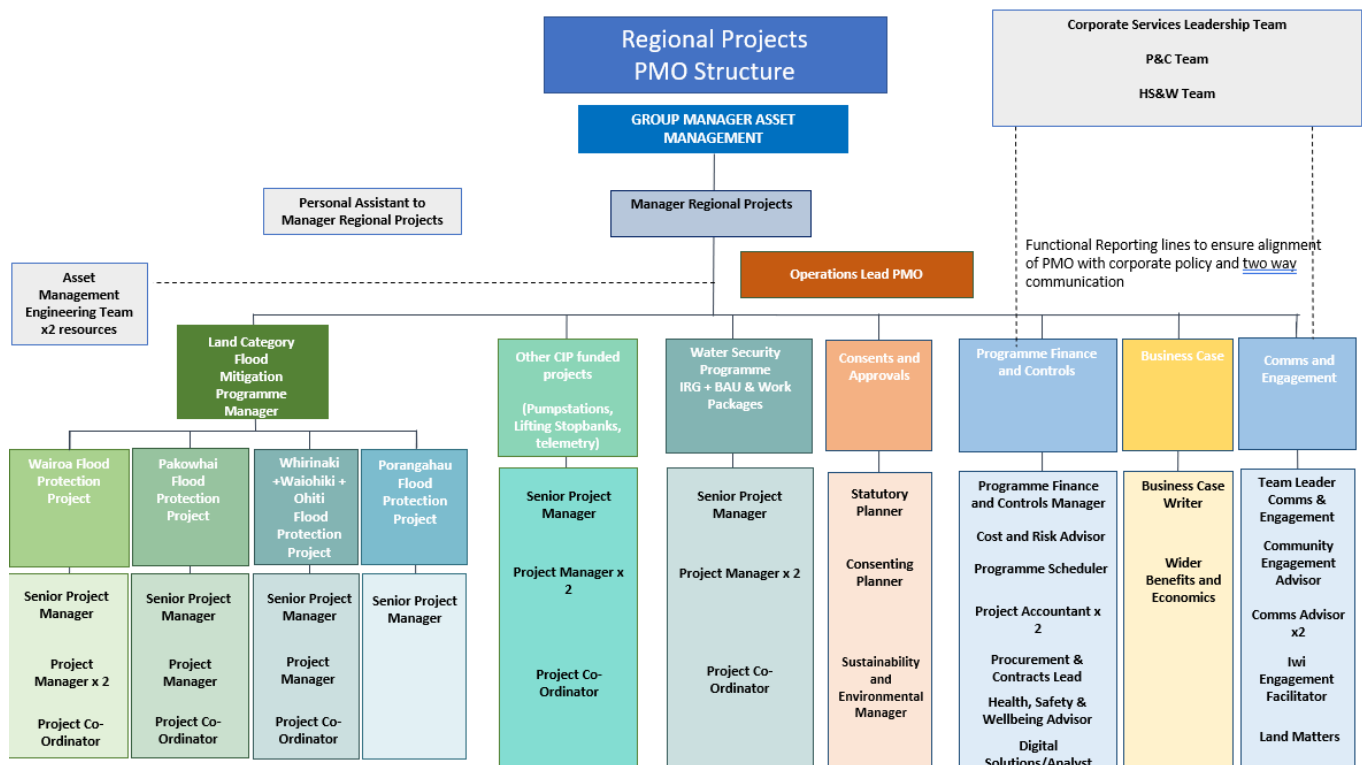 Regional Projects
PMO Structure
Corporate Services Leadership Team
P&C Team
HS&W Team
GROUP MANAGER ASSET
MANAGEMENT
Personal Assistant to
Manager Regional Projects
Manager Regional Projects
Functional Reporting lines to ensure alignment
of PMO with corporate policy and two way
communication
Asset
Management
Engineering Team
x2 resources
Operations Lead PMO
Land Category
Flood
Mitigation
Programme
Manager
Other CIP funded
projects
(Pumpstations,
Lifting Stopbanks,
telemetry)
Water Security
Programme
IRG + BAU & Work
Packages
Consents and
Approvals
Programme Finance
and Controls
Business Case
Comms and
Engagement
Wairoa Flood
Protection
Project
Pakowhai
Flood
Protection
Project
Whirinaki
+Waiohiki +
Ohiti
Flood
Protection
Project
Porangahau
Flood
Protection
Project
Senior Project
Manager
Project
Manager x 2
Project Co-
Ordinator
Senior Project
Manager
Project
Manager
Project Co-
Ordinator
Senior Project
Manager
Project
Manager
Project Co-
Ordinator
Senior Project
Manager
Senior Project
Manager
Project Manager x
2
Project Co-
Ordinator
Senior Project
Manager
Project Manager x 2
Project Co-
Ordinator
Statutory
Planner
Consenting
Planner
Sustainability
and
Environmental
Manager
Programme Finance
and Controls Manager
Cost and Risk Advisor
Programme Scheduler
Project Accountant x
2
Procurement &
Contracts Lead
Health, Safety &
Wellbeing Advisor
Digital
Solutions/Analyst
Business Case
Writer
Wider
Benefits and
Economics
Team Leader
Comms &
Engagement
Community
Engagement
Advisor
Comms Advisor
x2
Iwi
Engagement
Facilitator
Land Matters